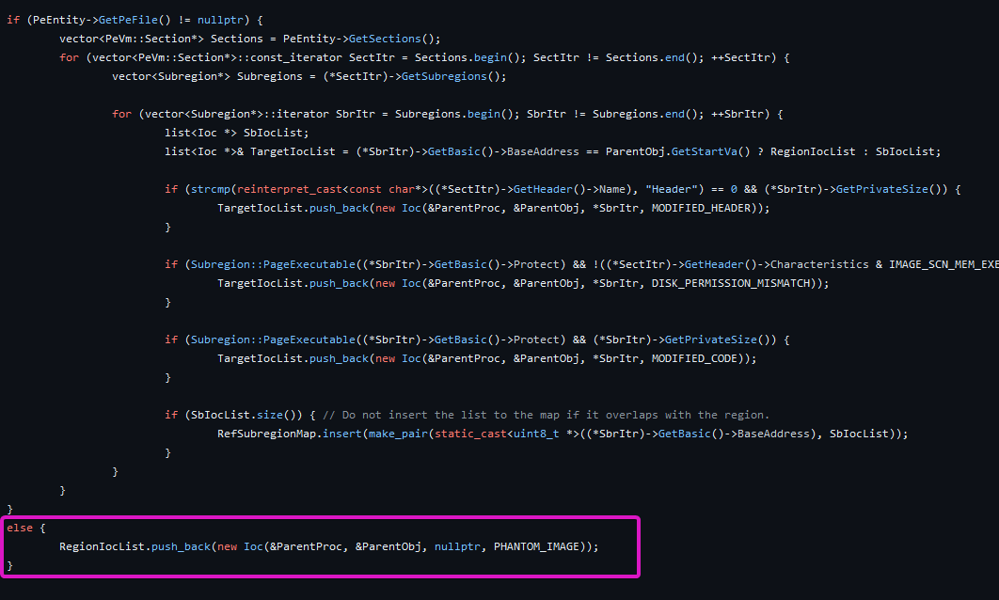 if (PeEntity->GetPeFile() != nullptr) {
vector<PeVm::Section*> Sections = PeEntity->GetSections();
for (vector<PeVm::Section*>::const_iterator SectItr = Sections.begin(); SectItr != Sections.end(); ++SectItr) {
vector<Subregion*> Subregions = (*SectItr)->GetSubregions();
for (vector<Subregion*>::iterator SbrItr = Subregions.begin(); SbrItr != Subregions.end(); ++SbrItr) {
list<Ioc *> SbIocList;
list<Ioc *>& TargetIocList = (*SbrItr)->GetBasic()->BaseAddress == ParentObj.GetStartVa() ? RegionIocList : SbIocList;
if (strcmp(reinterpret_cast<const char*>((*SectItr)->GetHeader()->Name), "Header") == 0 && (*SbrItr)->GetPrivateSize()) {
TargetIocList.push_back(new Ioc(&ParentProc, &ParentObj, *SbrItr, MODIFIED_HEADER));
}
if (Subregion::PageExecutable((*SbrItr)->GetBasic()->Protect) && !((*SectItr)->GetHeader()->Characteristics & IMAGE_SCN_MEM_EXE
TargetIocList.push_back(new Ioc(&ParentProc, &ParentObj, *SbrItr, DISK_PERMISSION_MISMATCH));
}
if (Subregion::PageExecutable((*SbrItr)->GetBasic()->Protect) && (*SbrItr)->GetPrivateSize()) {
TargetIocList.push_back(new Ioc(&ParentProc, &ParentObj, *SbrItr, MODIFIED_CODE));
}
if (SbIocList.size()) { // Do not insert the list to the map if it overlaps with the region.
RefSubregionMap.insert(make_pair(static_cast<uint8_t *>((*SbrItr)->GetBasic()->BaseAddress), SbIocList));
}
}
}
}
else {
RegionIocList.push_back(new Ioc(&ParentProc, &ParentObj, nullptr, PHANTOM_IMAGE));
}